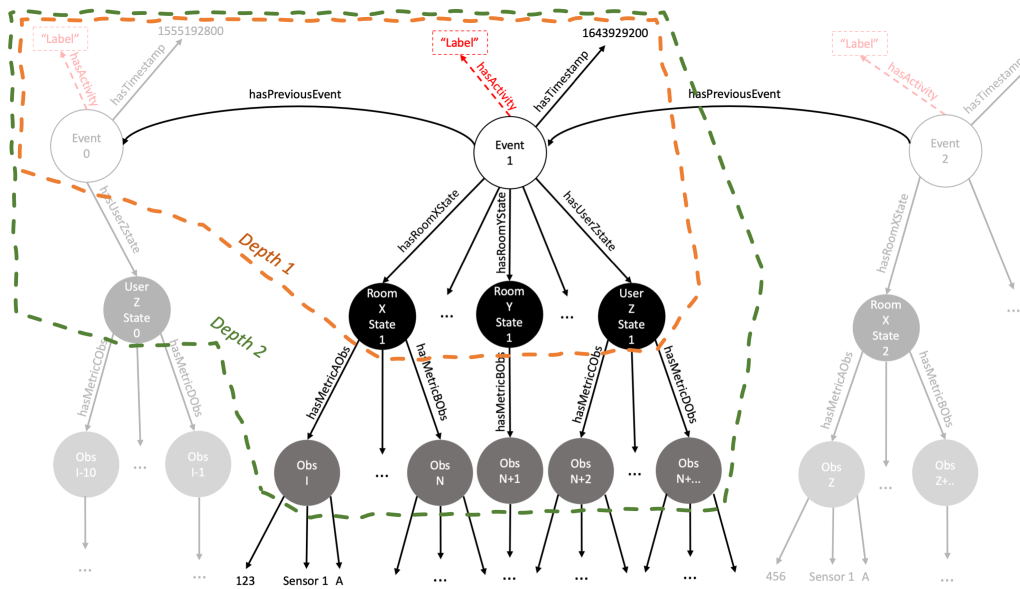 1555192800
1643929200
"Label"
"Label"
"Label"
hasActivity
hasTimestamp
hasActivity
hasTimestamp
hasActivity
hasTimestamp
hasPreviousEvent
hasPreviousEvent
Event
0
Event
1
Event
2
hasUserZstate
hasRoomXState
hasRoomYState
hasUserZstate
hasRoomXState
Depth 1
User
Z
State
0
Room
X
State
1
...
Room
Y
State
1
...
User
Z
State
1
Room
X
State
2
...
Depth 2
hasMetricCObs
hasMetricDObs
hasMetricAObs
hasMetricBObs
hasMetricBObs
hasMetricCObs
hasMetricDObs
hasMetricAObs
hasMetricBObs
Obs
I-10
...
Obs
I-1
Obs
I
...
Obs
N
Obs
N+1
Obs
N+2
...
Obs
N+...
Obs
Z
...
Obs
Z+..
...
...
123
Sensor 1
A
...
...
...
...
456
Sensor 1
A
...